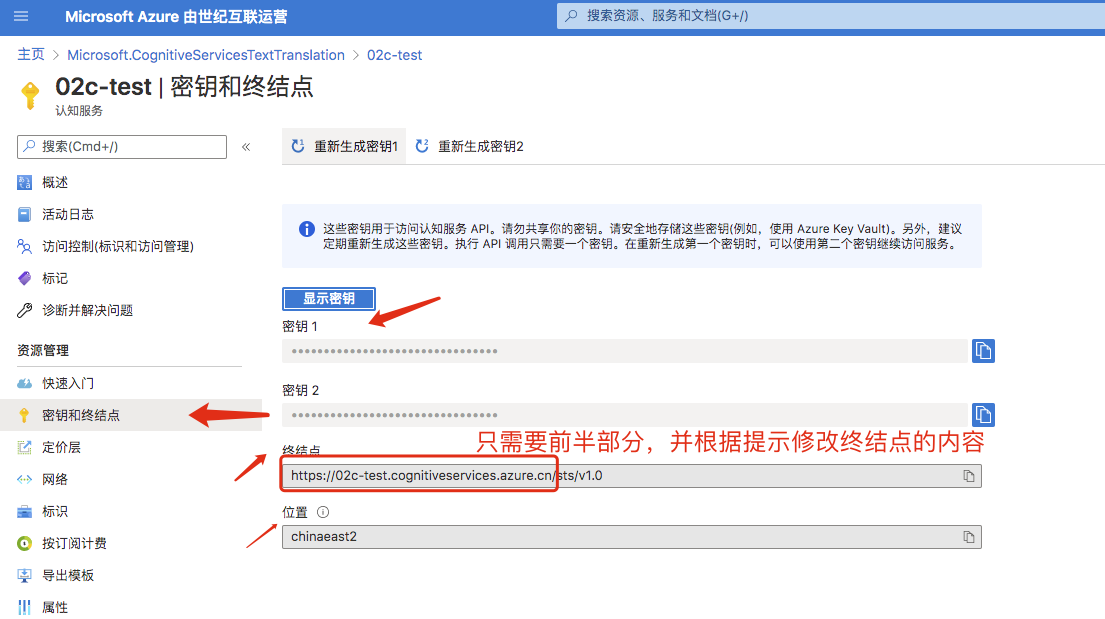 Microsoft Azure 由世纪互联运营
搜索资源、服务和文档(G+/)
主页 > Microsoft.CognitiveServicesTextTranslation > 02c-test
02c-test | 密钥和终结点
认知服务
搜索(Cmd+/)
«
重新生成密钥1
重新生成密钥2
概述
活动日志
访问控制(标识和访问管理)
标记
诊断并解决问题
资源管理
快速入门
密钥和终结点
定价层
网络
标识
按订阅计费
导出模板
属性
这些密钥用于访问认知服务 API。请勿共享你的密钥。请安全地存储这些密钥(例如，使用 Azure Key Vault)。另外，建议
定期重新生成这些密钥。执行 API 调用只需要一个密钥。在重新生成第一个密钥时，可以使用第二个密钥继续访问服务。
显示密钥
密钥 1
••••••••••••••••••••••••••••••••
密钥 2
••••••••••••••••••••••••••••••••
只需要前半部分，并根据提示修改终结点的内容
终结点
https://02c-test.cognitiveservices.azure.cn/sts/v1.0
位置
chinaeast2